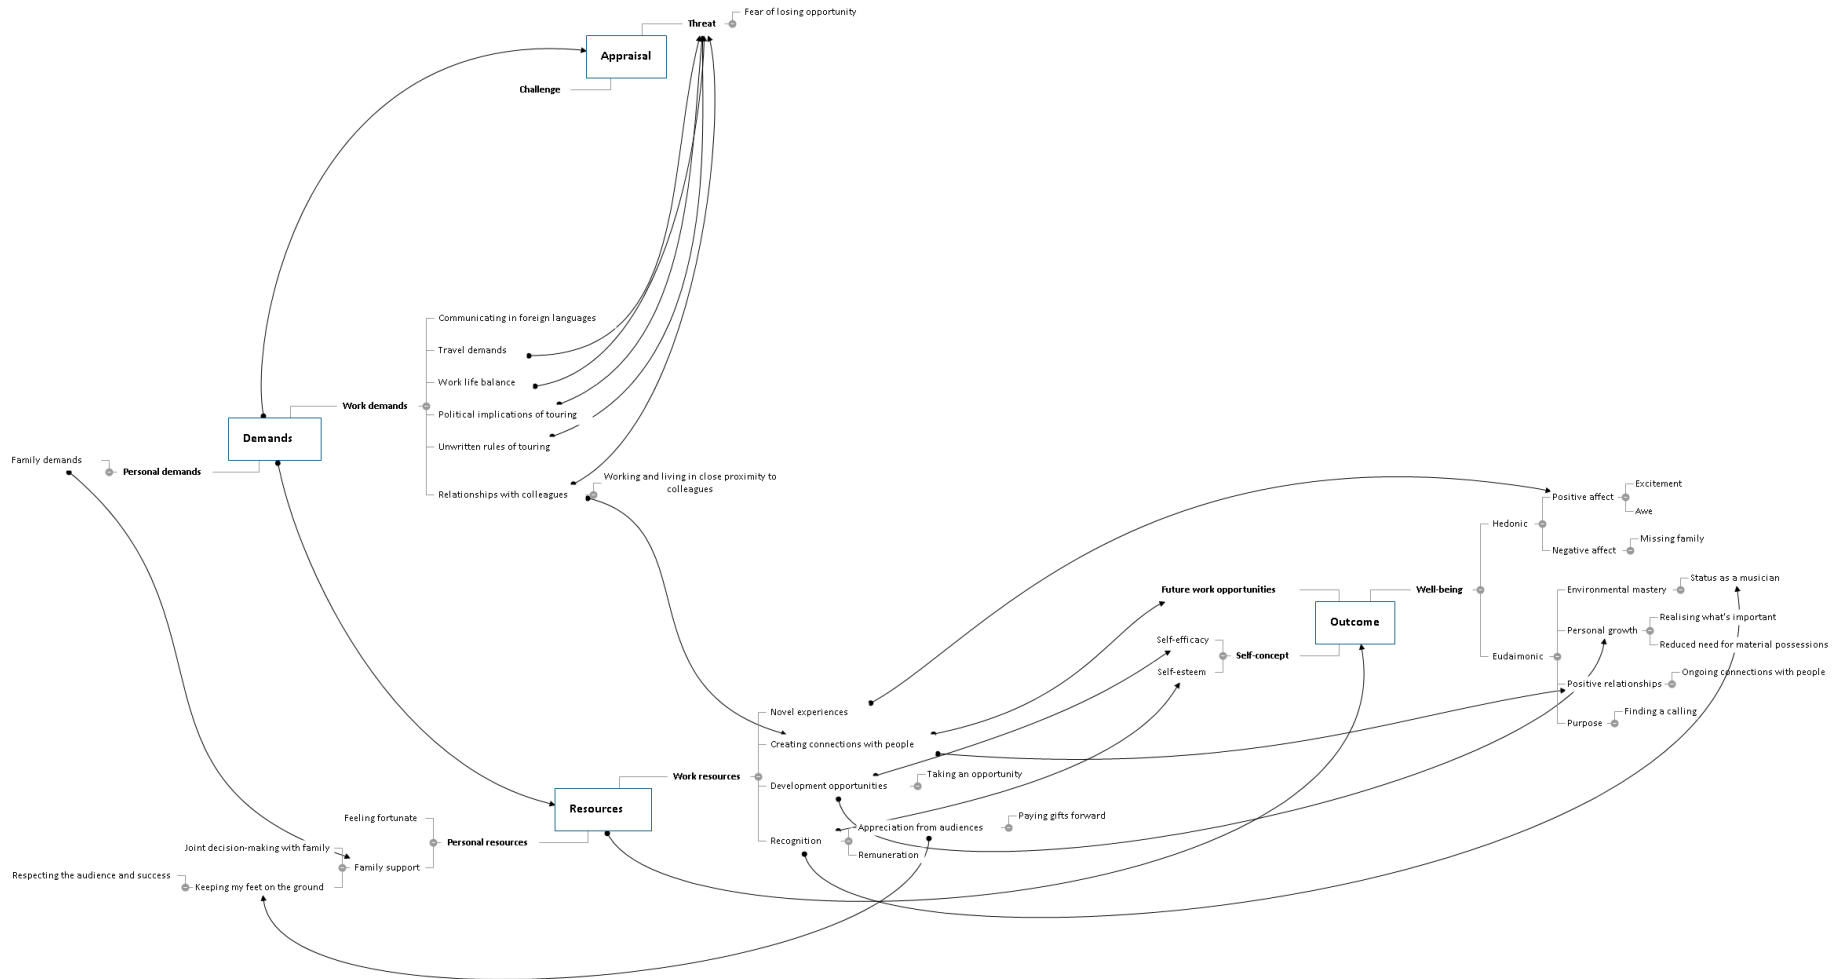 Fear of losing opportunity
Threat
Appraisal
Challenge
Communicating in foreign languages
Travel demands
Work life balance
Work demands
Political implications of touring
Demands
Unwritten rules of touring
Family demands
Personal demands
Relationships with colleagues
Working and living in close proximity to
colleagues
Excitement
Positive affect
Awe
Hedonic
Missing family
Negative affect
Status as a musician
Environmental mastery
Future work opportunities
Well-being
Outcome
Realising what's important
Personal growth
Reduced need for material possessions
Self-efficacy
Self-concept
Eudaimonic
Self-esteem
Ongoing connections with people
Positive relationships
Finding a calling
Purpose
Novel experiences
Creating connections with people
Work resources
Taking an opportunity
Development opportunities
Resources
Paying gifts forward
Appreciation from audiences
Recognition
Remuneration
Feeling fortunate
Personal resources
Joint decision-making with family
Family support
Respecting the audience and success
Keeping my feet on the ground